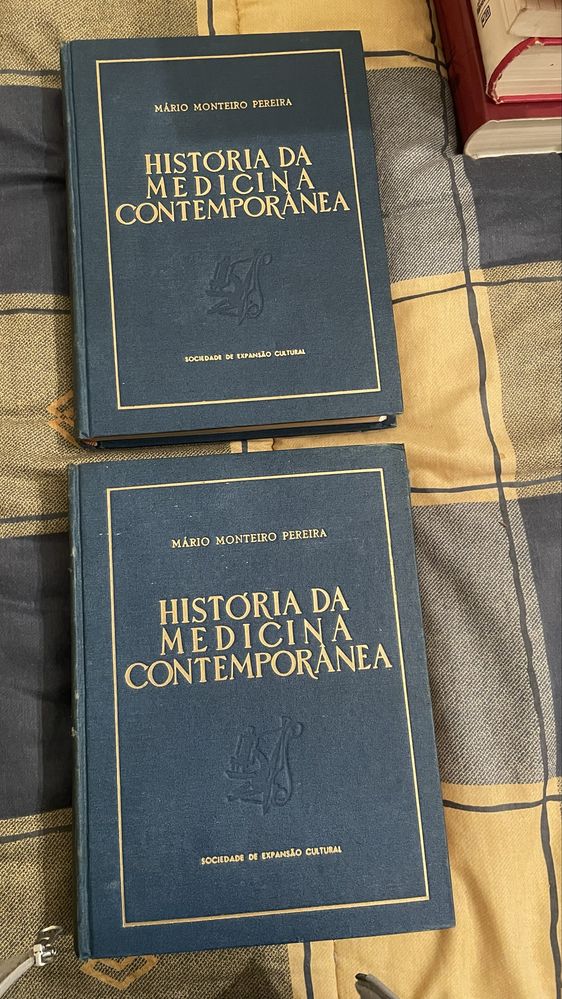 MÁRIO MONTEIRO PEREIRA
HISTÓRIA DA
MEDICINA
CONTEMPORÂNEA
SOCIEDADE DE EXPANSÃO CULTURAL
MÁRIO MONTEIRO PEREIRA
HISTÓRIA DA
MEDICINA
CONTEMPORÂNEA
SOCIEDADE DE EXPANSÃO CULTURAL